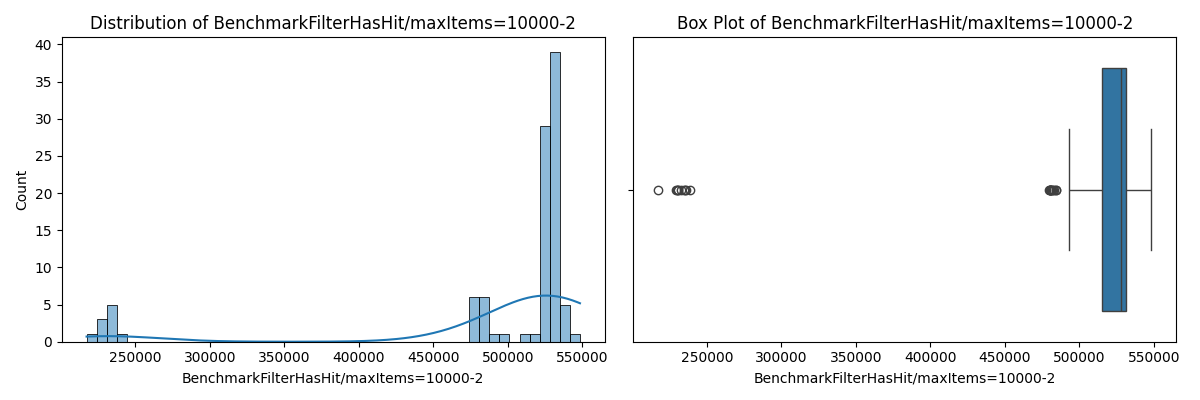 Distribution of BenchmarkFilterHasHit/maxItems=10000-2
Count
40
35
30
25
20
15
10
5
0
250000 300000 350000 400000 450000 500000 550000
BenchmarkFilterHasHit/maxItems=10000-2
Box Plot of BenchmarkFilterHasHit/maxItems=10000-2
250000 300000 350000 400000 450000 500000 550000
BenchmarkFilterHasHit/maxItems=10000-2